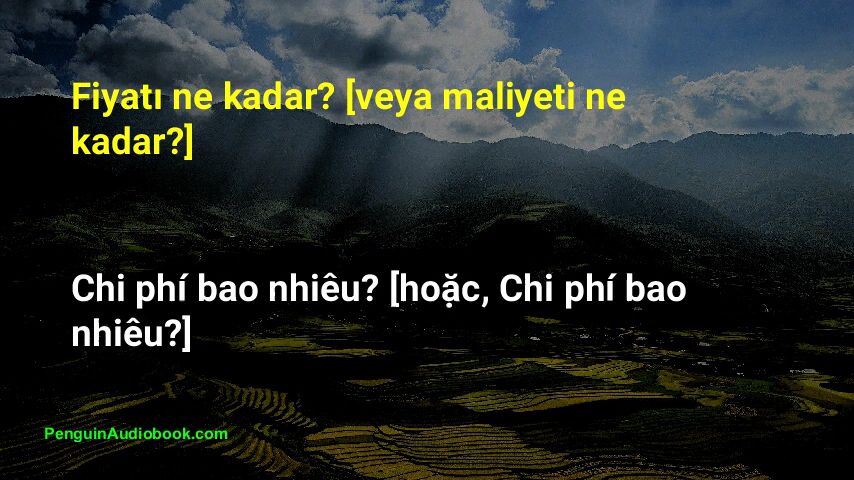 Fiyatı ne kadar? [veya maliyeti ne
kadar?]
Chi phí bao nhiêu? [hoặc, Chi phí bao
nhiêu?]
PenguinAudiobook.com